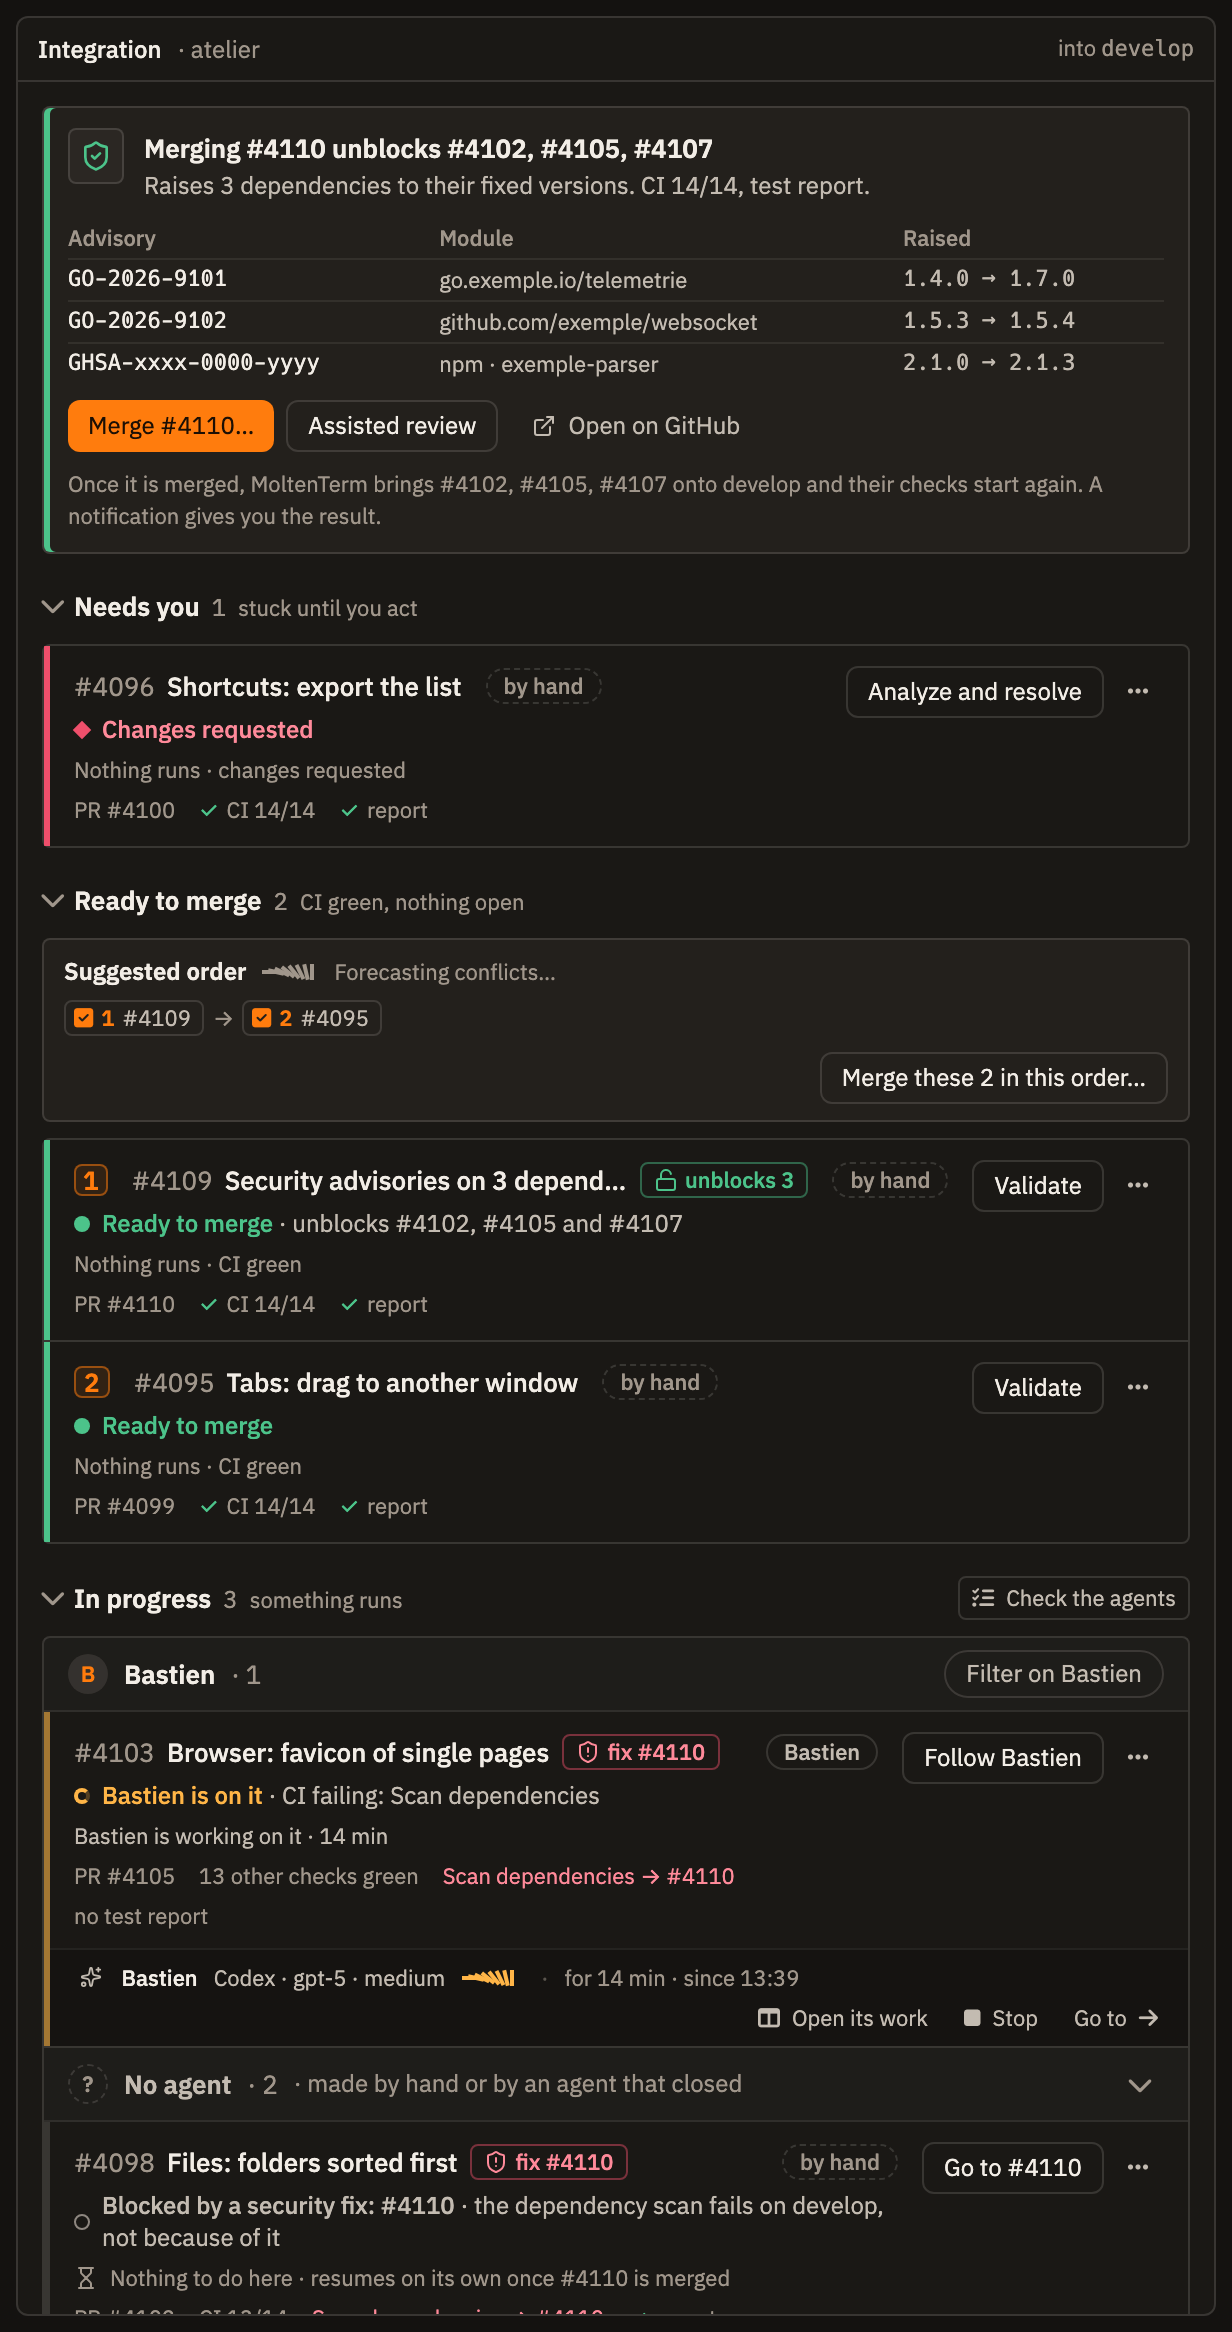 Integration · atelier
into develop
Merging #4110 unblocks #4102, #4105, #4107
Raises 3 dependencies to their fixed versions. CI 14/14, test report.
Advisory Module Raised
GO-2026-9101 go.exemple.io/telemetrie 1.4.0 → 1.7.0
GO-2026-9102 github.com/exemple/websocket 1.5.3 → 1.5.4
GHSA-xxxx-0000-yyyy npm · exemple-parser 2.1.0 → 2.1.3
Merge #4110... Assisted review Open on GitHub
Once it is merged, MoltenTerm brings #4102, #4105, #4107 onto develop and their checks start again. A
notification gives you the result.
Needs you 1 stuck until you act
#4096 Shortcuts: export the list by hand Analyze and resolve
Changes requested
Nothing runs · changes requested
PR #4100 CI 14/14 report
Ready to merge 2 CI green, nothing open
Suggested order Forecasting conflicts...
1 #4109 → 2 #4095
Merge these 2 in this order...
1 #4109 Security advisories on 3 depend... unblocks 3 by hand Validate
Ready to merge · unblocks #4102, #4105 and #4107
Nothing runs · CI green
PR #4110 CI 14/14 report
2 #4095 Tabs: drag to another window by hand Validate
Ready to merge
Nothing runs · CI green
PR #4099 CI 14/14 report
In progress 3 something runs Check the agents
B Bastien · 1 Filter on Bastien
#4103 Browser: favicon of single pages fix #4110 Bastien Follow Bastien
Bastien is on it · CI failing: Scan dependencies
Bastien is working on it · 14 min
PR #4105 13 other checks green Scan dependencies → #4110
no test report
Bastien Codex · gpt-5 · medium · for 14 min · since 13:39
Open its work Stop Go to →
? No agent · 2 · made by hand or by an agent that closed
#4098 Files: folders sorted first fix #4110 by hand Go to #4110
Blocked by a security fix: #4110 · the dependency scan fails on develop,
not because of it
Nothing to do here · resumes on its own once #4110 is merged